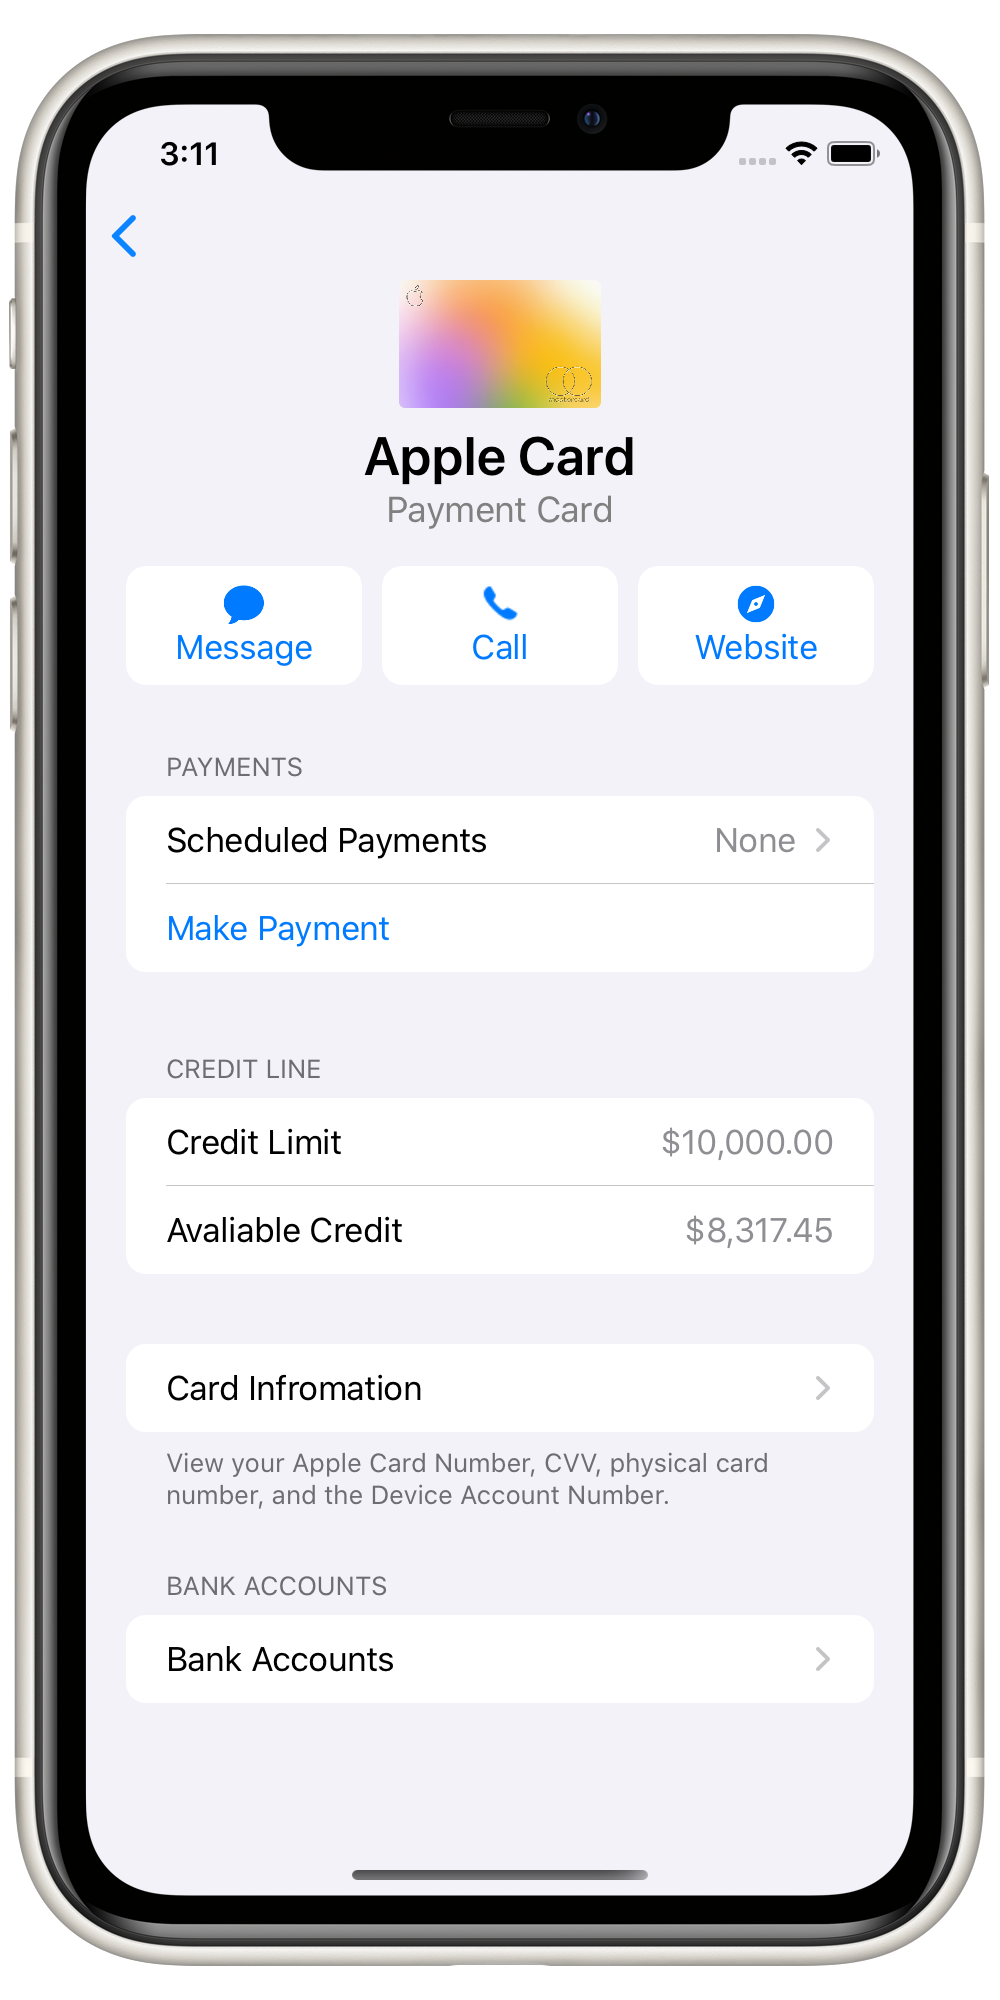 3:11
mastercard
Apple Card
Payment Card
Message
Call
Website
PAYMENTS
Scheduled Payments
None
Make Payment
CREDIT LINE
Credit Limit
$10,000.00
Avaliable Credit
$8,317.45
Card Infromation
View your Apple Card Number, CVV, physical card
number, and the Device Account Number.
BANK ACCOUNTS
Bank Accounts